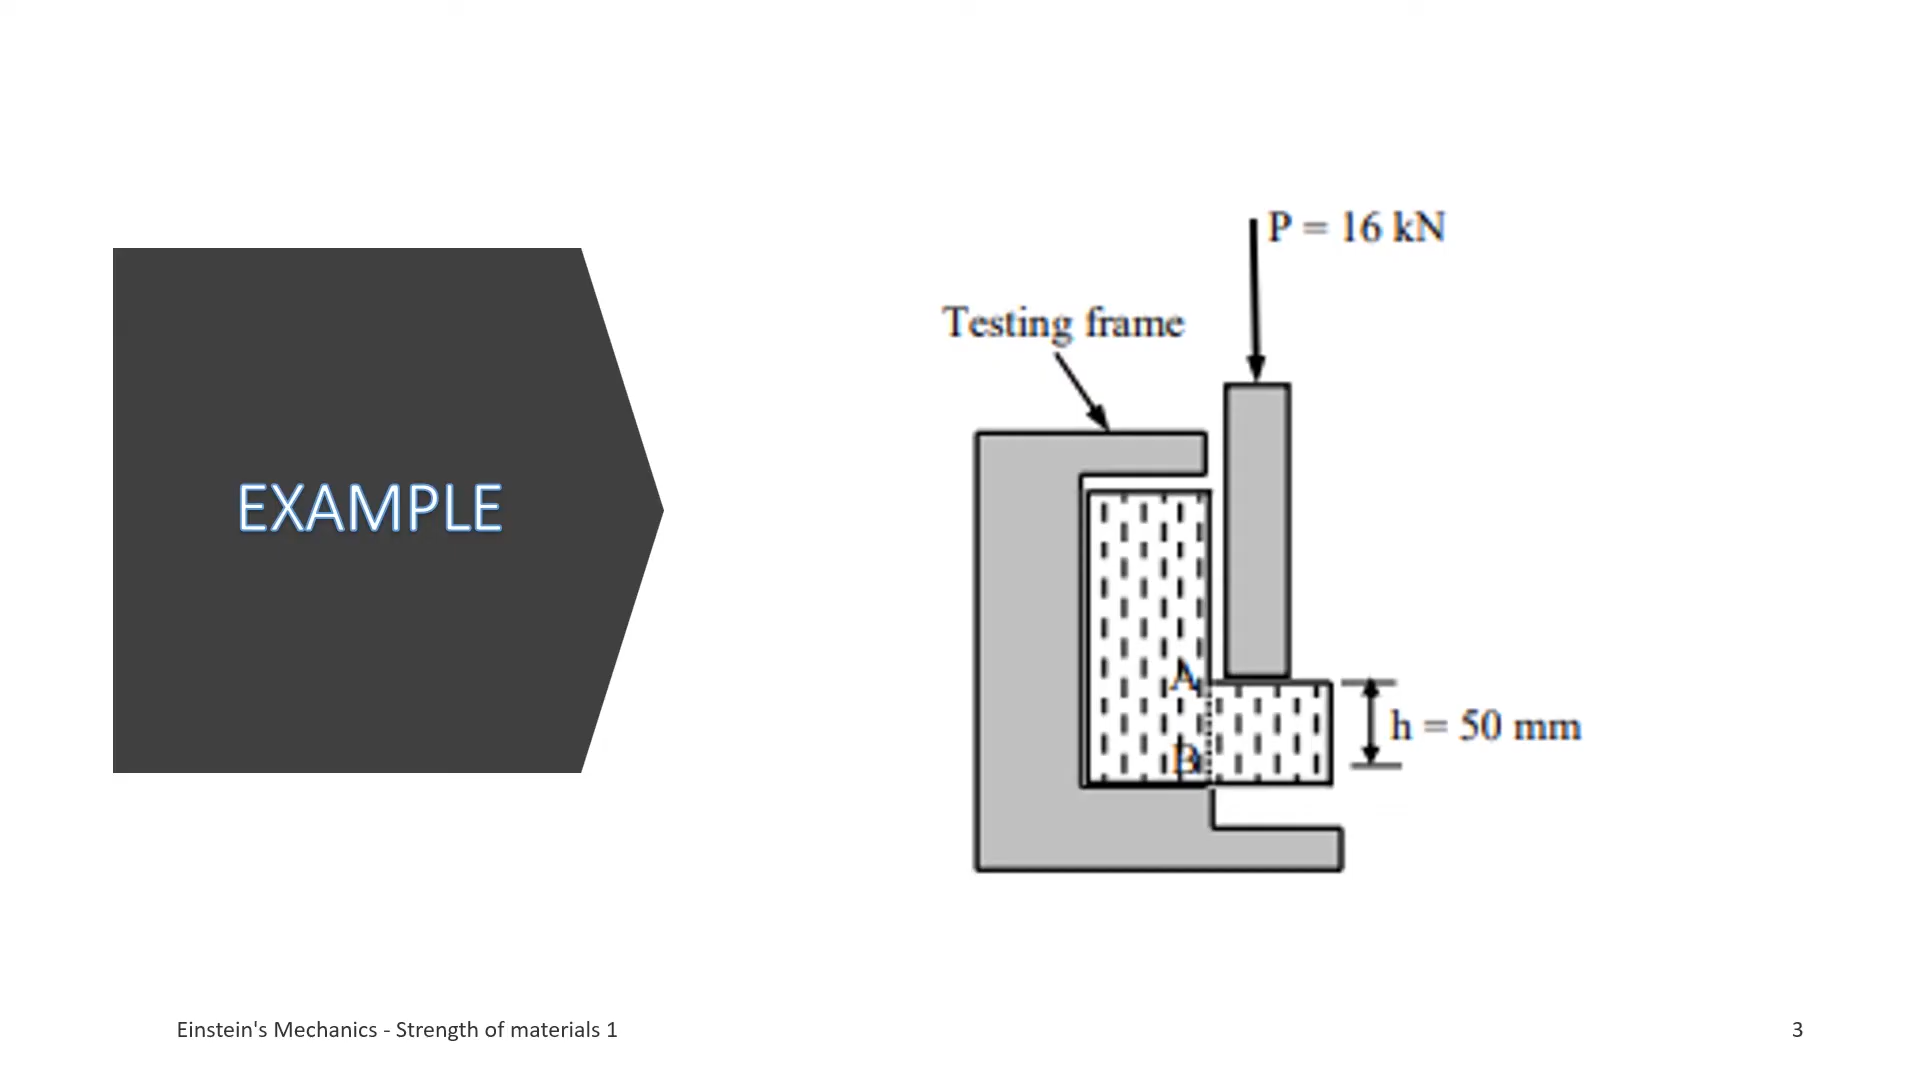 EXAMPLE
P = 16 kN
Testing frame
A
h = 50 mm
B
Einstein's Mechanics - Strength of materials 1
3